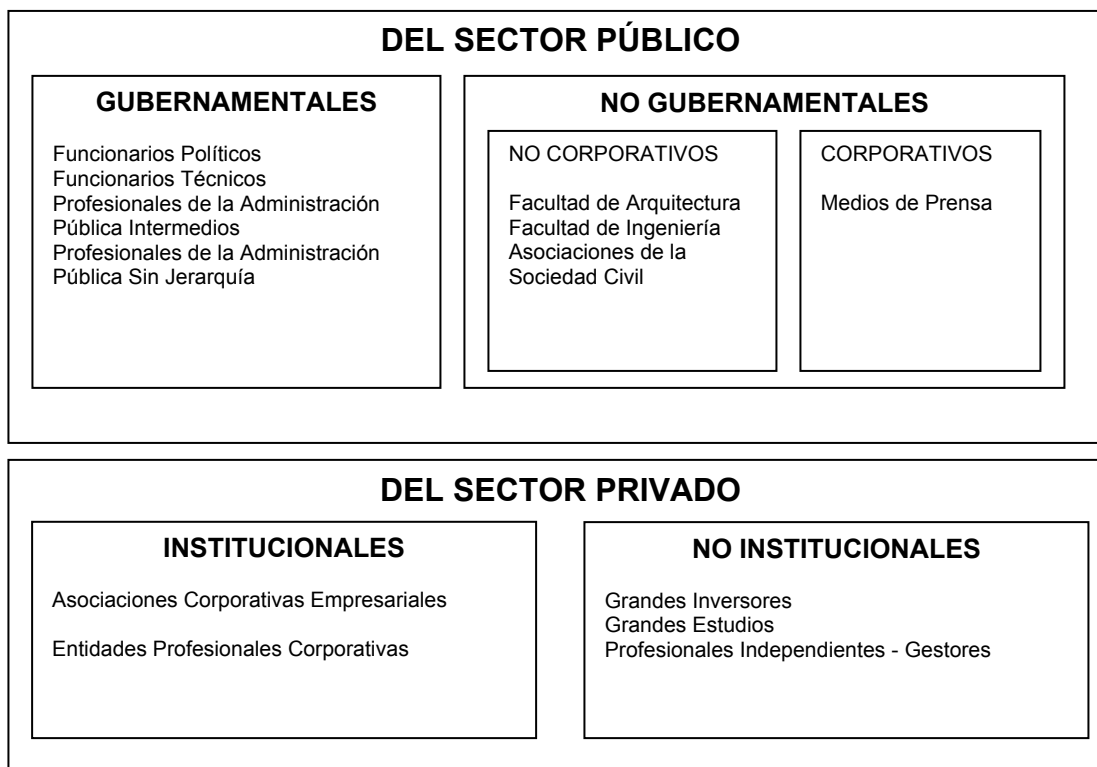 DEL SECTOR PÚBLICO
GUBERNAMENTALES
Funcionarios Políticos
Funcionarios Técnicos
Profesionales de la Administración
Pública Intermedios
Profesionales de la Administración
Pública Sin Jerarquía
NO GUBERNAMENTALES
NO CORPORATIVOS
Facultad de Arquitectura
Facultad de Ingeniería
Asociaciones de la
Sociedad Civil
CORPORATIVOS
Medios de Prensa
DEL SECTOR PRIVADO
INSTITUCIONALES
Asociaciones Corporativas Empresariales
Entidades Profesionales Corporativas
NO INSTITUCIONALES
Grandes Inversores
Grandes Estudios
Profesionales Independientes - Gestores